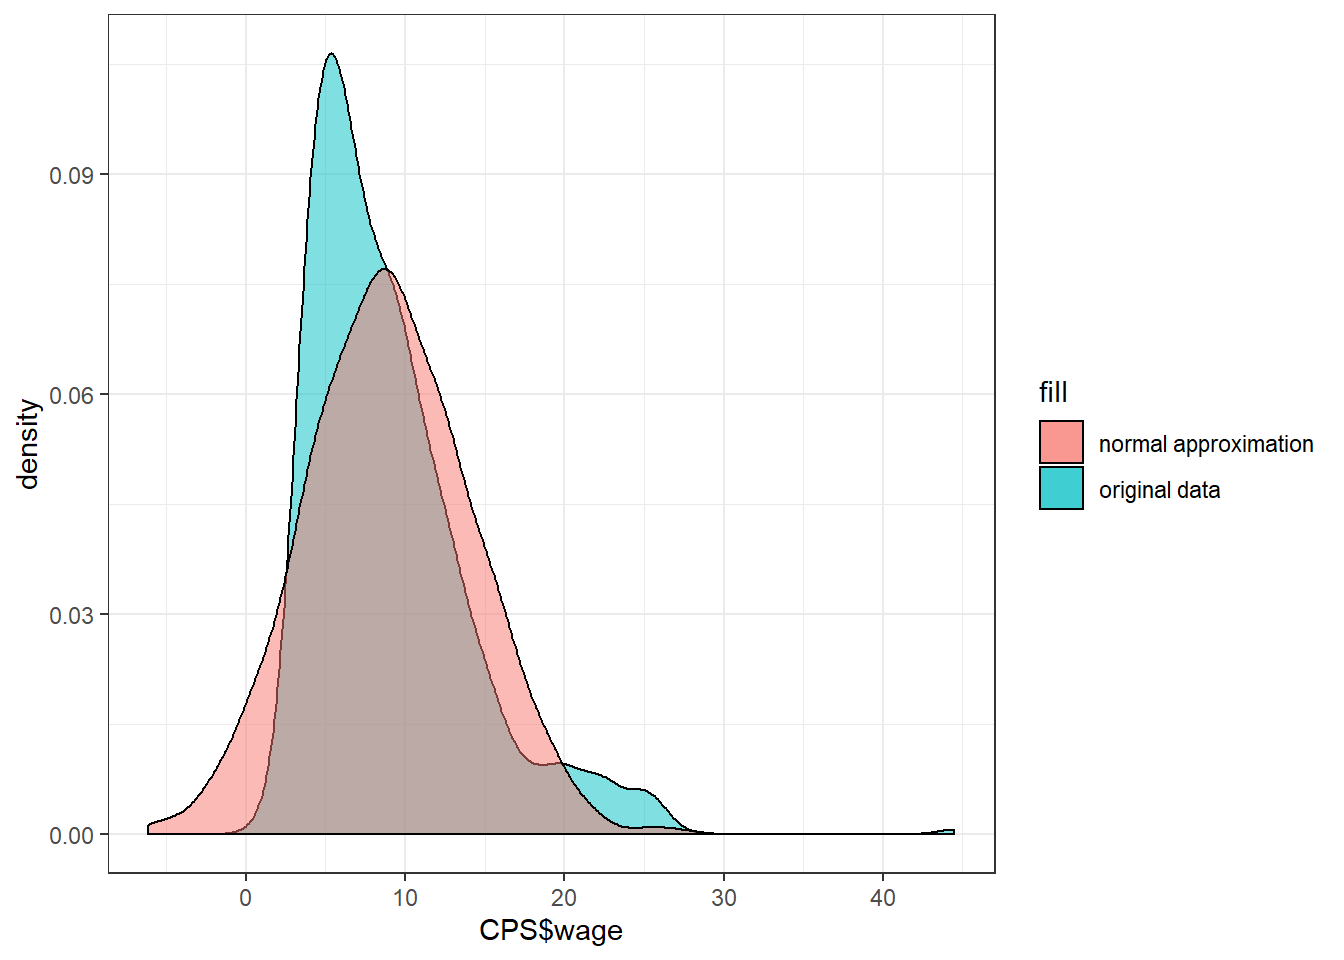 density
0.09
0.06
0.03
0.00
0 10 20 30 40
CPS$wage
fill
normal approximation
original data